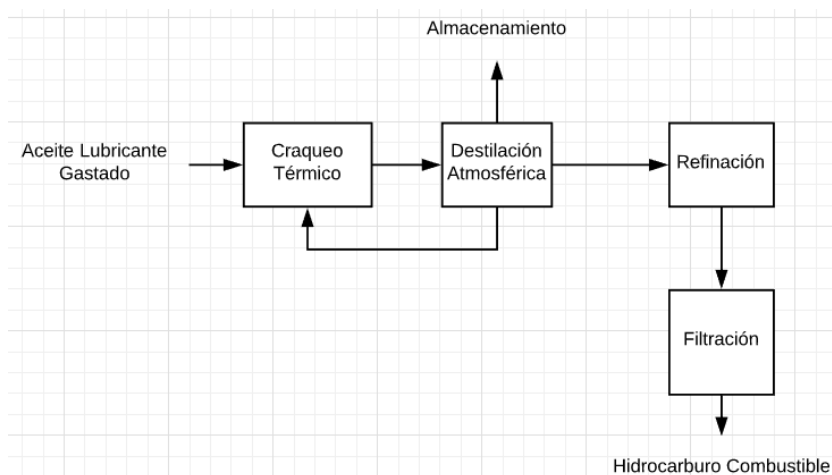 Almacenamiento
Aceite Lubricante
Gastado
Craqueo
Térmico
Destilación
Atmosférica
Refinación
Filtración
Hidrocarburo Combustible